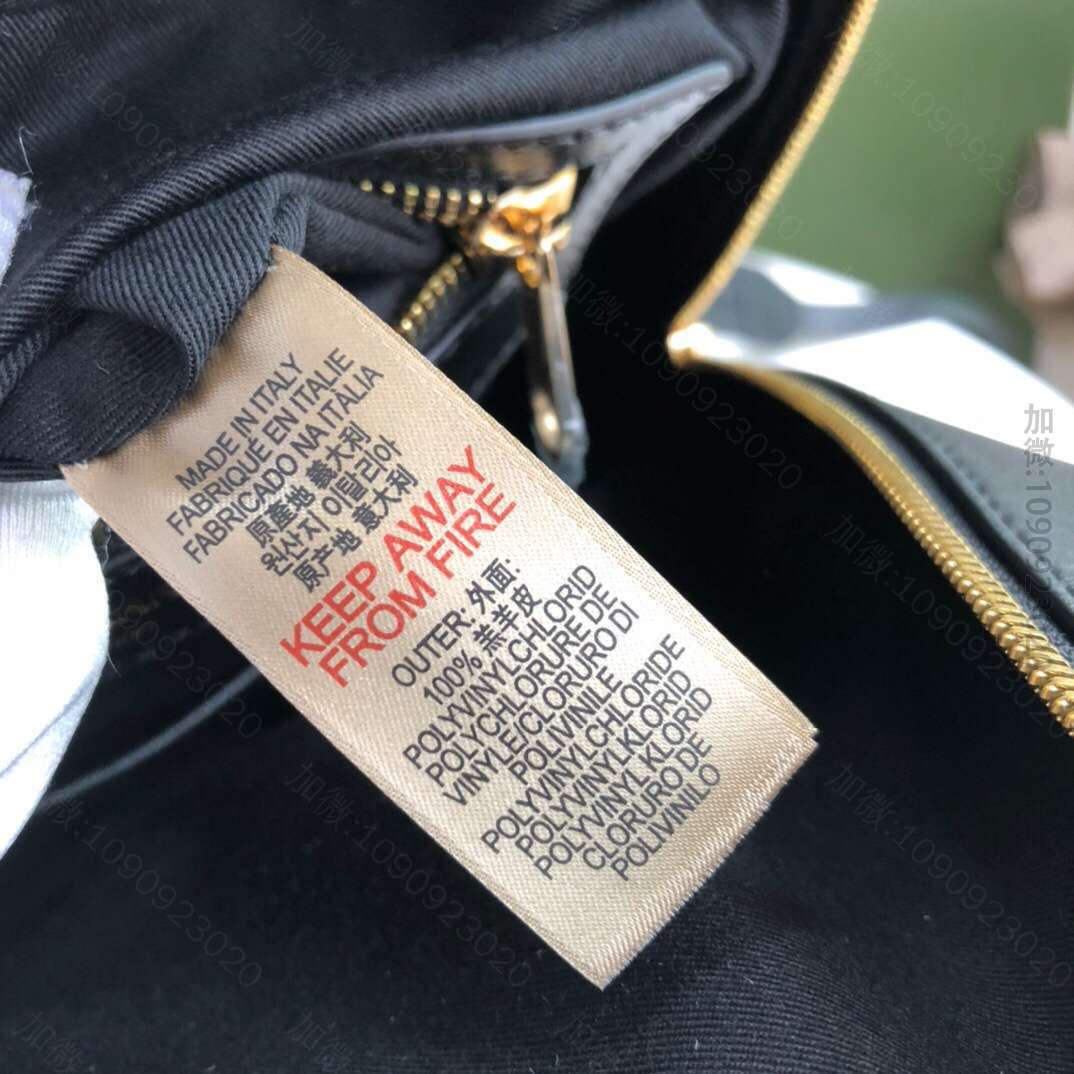 MADE IN ITALY
FABRIQUÉ EN ITALIE
FABRICADO NA ITALIA
原產地 義大利
원산지 이탈리아
原产地 意大利
KEEP AWAY
FROM FIRE
OUTER: 外面:
100% 羔羊皮
POLYVINYLCHLORID
POLYCHLORURE DE
VINYLE/CLORURO DI
POLIVINILE
POLYVINYLCHLORIDE
POLYVINYLKLORID
POLYVINYL KLORID
CLORURO DE
POLIVINILO
加微:1090923020